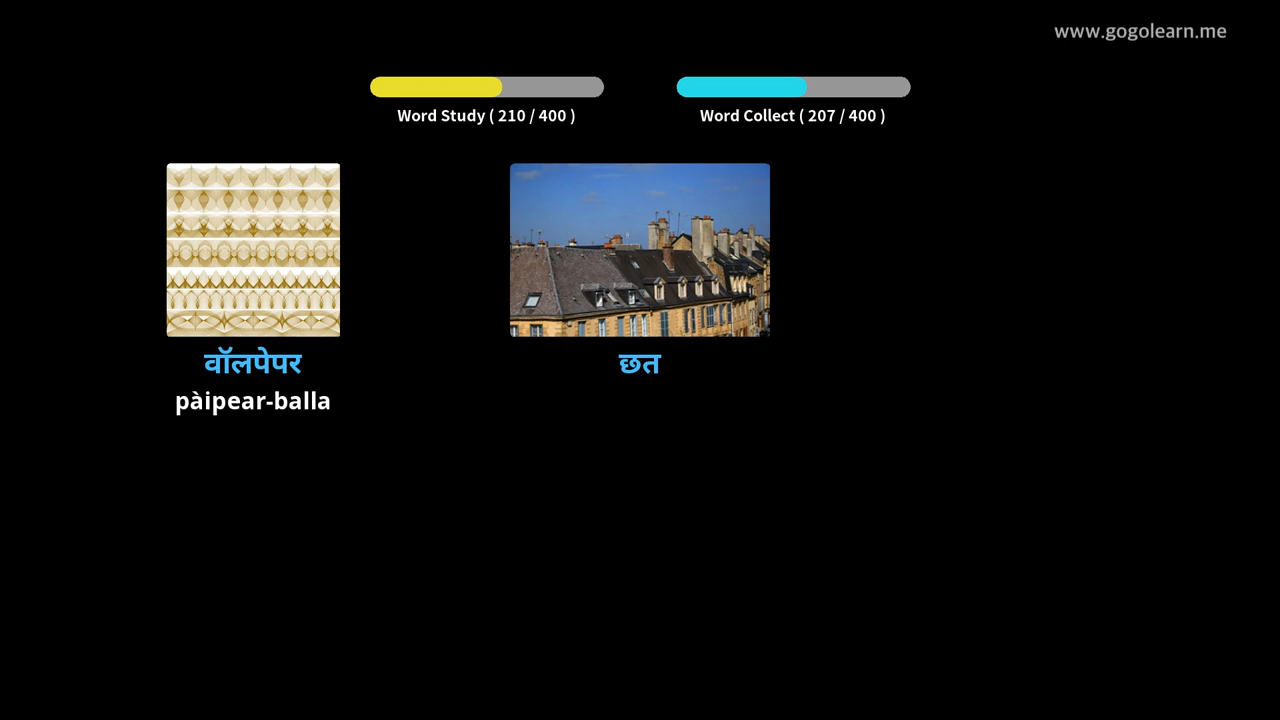 www.gogolearn.me
Word Study ( 210 / 400 )
Word Collect ( 207 / 400 )
वॉलपेपर
छत
pàipear-balla